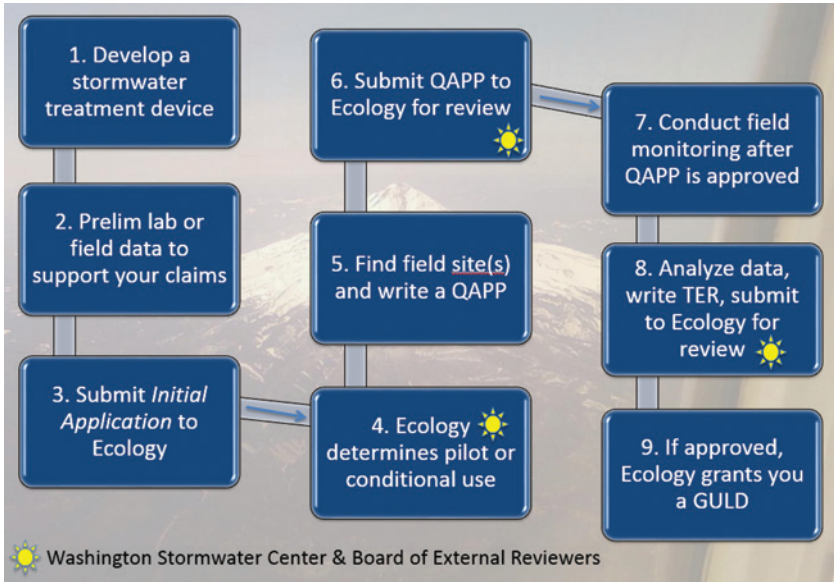 1. Develop a
stormwater
treatment device
2. Prelim lab or
field data to
support your claims
3. Submit Initial
Application to
Ecology
4. Ecology
determines pilot or
conditional use
5. Find field site(s)
and write a QAPP
6. Submit QAPP to
Ecology for review
7. Conduct field
monitoring after
QAPP is approved
8. Analyze data,
write TER, submit
to Ecology for
review
9. If approved,
Ecology grants you
a GULD
Washington Stormwater Center & Board of External Reviewers